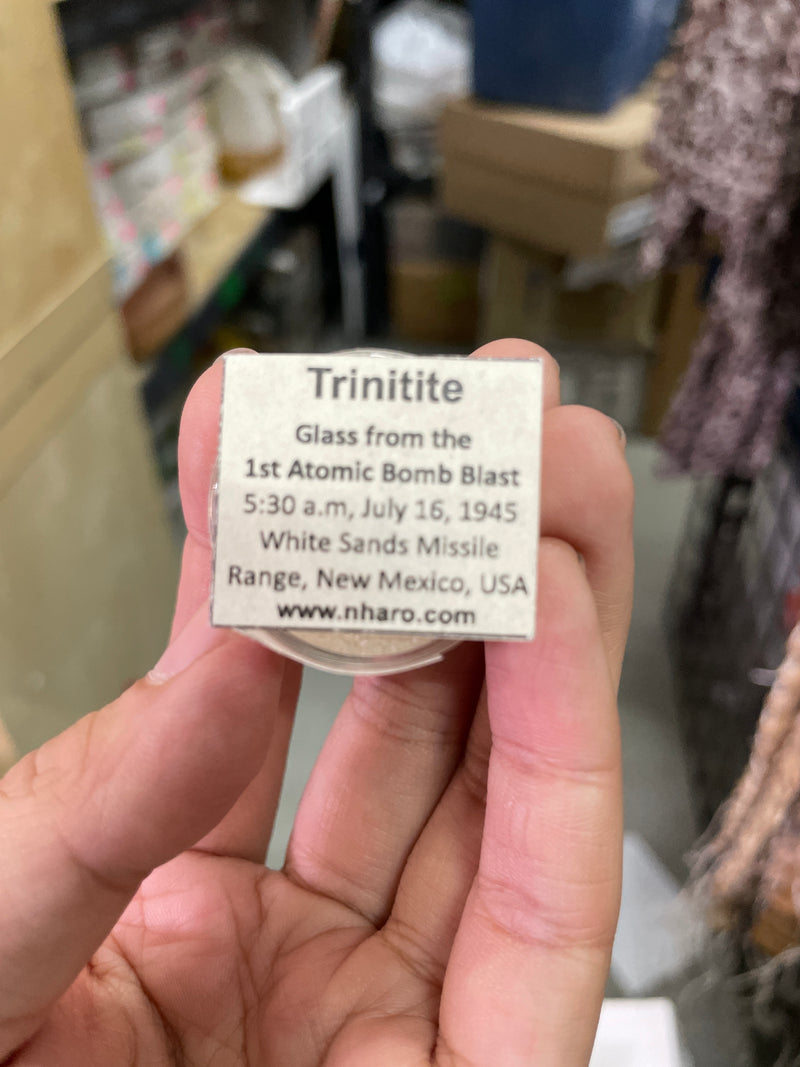 Trinitite
Glass from the
1st Atomic Bomb Blast
5:30 a.m, July 16, 1945
White Sands Missile
Range, New Mexico, USA
www.nharo.com